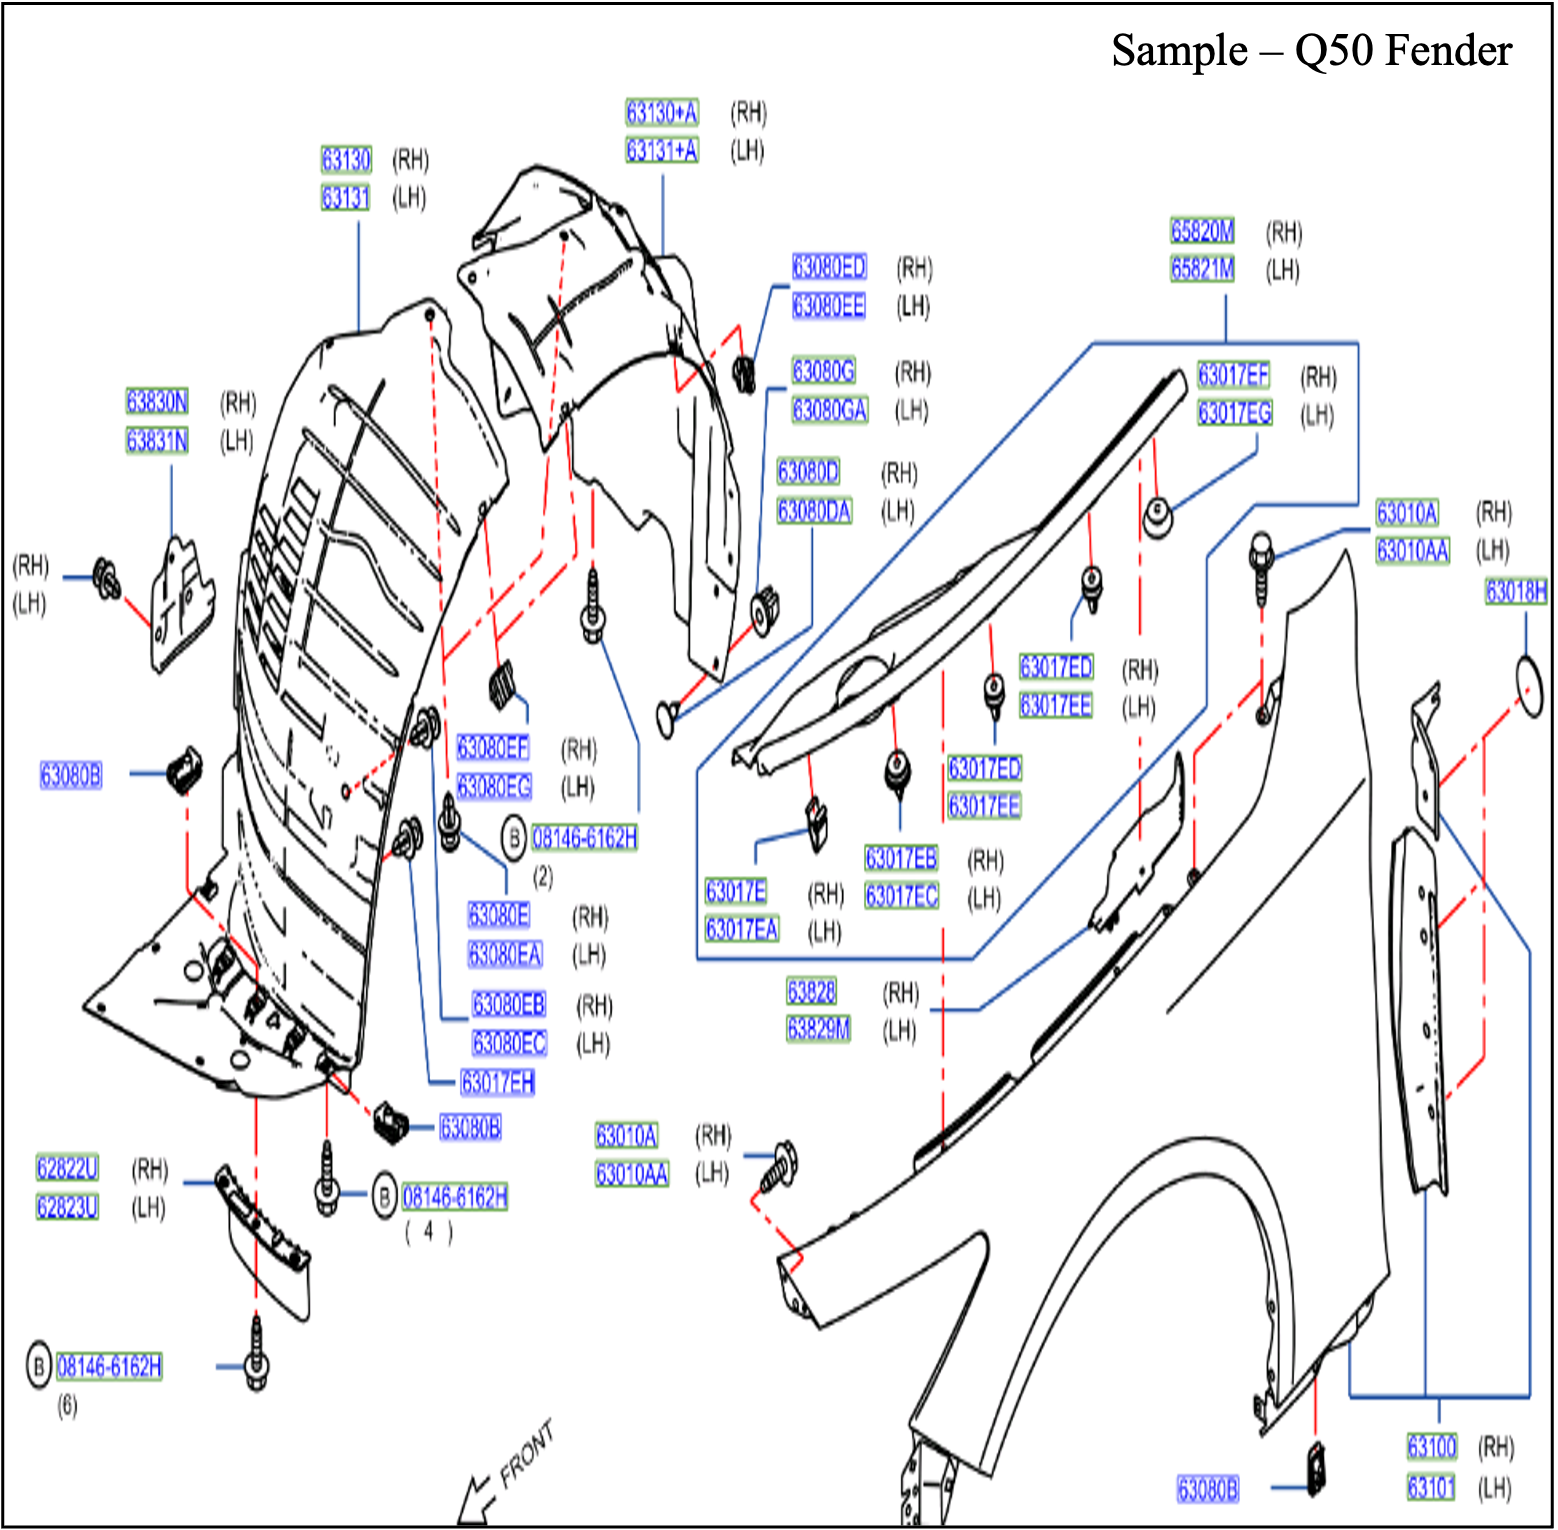 Sample – Q50 Fender
63130+A (RH)
63131+A (LH)
63130 (RH)
63131 (LH)
65820M (RH)
65821M (LH)
63080ED (RH)
63080EE (LH)
63080G (RH)
63080GA (LH)
63017EF (RH)
63017EG (LH)
63830N (RH)
63831N (LH)
63080D (RH)
63080DA (LH)
63010A (RH)
63010AA (LH)
(RH)
(LH)
63018H
63017ED (RH)
63017EE (LH)
63080EF (RH)
63080EG (LH)
63080B
63017ED
63017EE
B 08146-6162H
(2)
63017EB (RH)
63017EC (LH)
63017E (RH)
63017EA (LH)
63080E (RH)
63080EA (LH)
63828 (RH)
63829M (LH)
63080EB (RH)
63080EC (LH)
63017EH
63080B
63010A (RH)
63010AA (LH)
62822U (RH)
62823U (LH)
B 08146-6162H
( 4 )
B 08146-6162H
(6)
FRONT
63100 (RH)
63101 (LH)
63080B